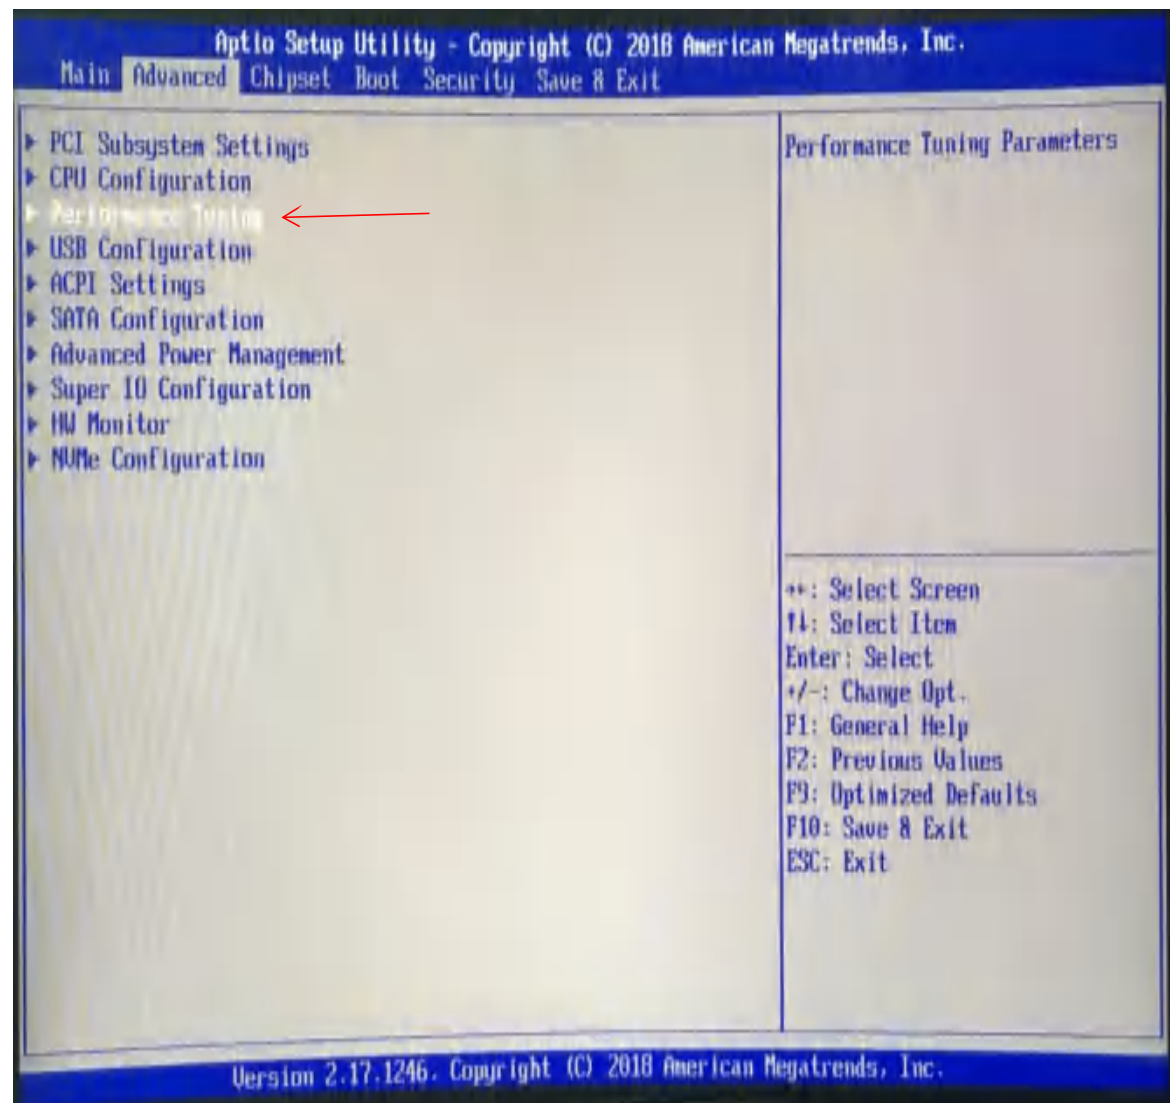 Aptio Setup Utility - Copyright (C) 2018 American Megatrends, Inc.
Main Advanced Chipset Boot Security Save & Exit
PCI Subsystem Settings
CPU Configuration
Performance Tuning
USB Configuration
ACPI Settings
SATA Configuration
Advanced Power Management
Super IO Configuration
HW Monitor
NVMe Configuration
Performance Tuning Parameters
→←: Select Screen
↑↓: Select Item
Enter: Select
+/-: Change Opt.
F1: General Help
F2: Previous Values
F9: Optimized Defaults
F10: Save & Exit
ESC: Exit
Version 2.17.1246. Copyright (C) 2018 American Megatrends, Inc.